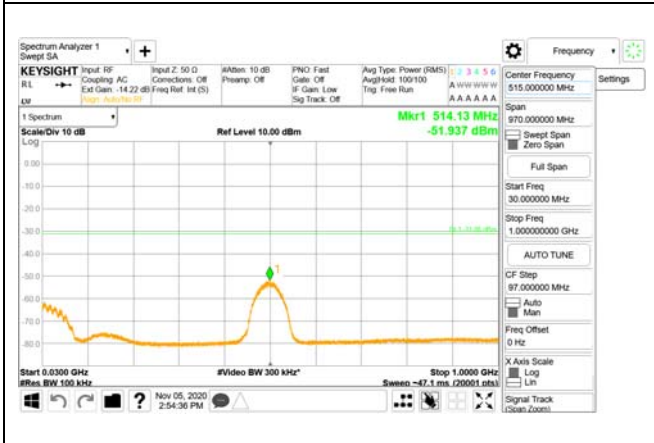 Spectrum Analyzer 1
Swept SA
+
Frequency
KEYSIGHT
Input: RF
Coupling: AC
Ext Gain: -14.22 dB
Align: Auto/No RF
Input Z: 50 Ω
Corrections: Off
Freq Ref: Int (S)
#Atten: 10 dB
Preamp: Off
PNO: Fast
Gate: Off
IF Gain: Low
Sig Track: Off
Avg Type: Power (RMS)
Avg|Hold: 100/100
Trig: Free Run
1 2 3 4 5 6
A W W W W W
A A A A A A
RL
1 Spectrum
Scale/Div 10 dB
Log
Ref Level 10.00 dBm
Mkr1 514.13 MHz
-51.937 dBm
0.00
-10.0
-20.0
-30.0
-40.0
-50.0
-60.0
-70.0
-80.0
1
Start 0.0300 GHz
#Res BW 100 kHz
#Video BW 300 kHz*
Stop 1.0000 GHz
Sweep ~47.1 ms (20001 pts)
Nov 05, 2020
2:54:36 PM
Center Frequency
515.000000 MHz
Settings
Span
970.000000 MHz
Swept Span
Zero Span
Full Span
Start Freq
30.000000 MHz
Stop Freq
1.000000000 GHz
AUTO TUNE
CF Step
97.000000 MHz
Auto
Man
Freq Offset
0 Hz
X Axis Scale
Log
Lin
Signal Track
(Span Zoom)